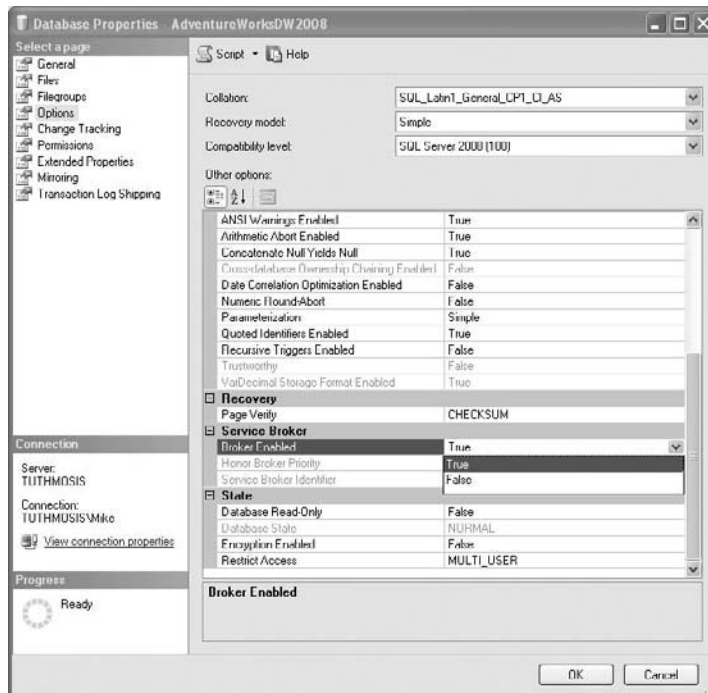 Database Properties - AdventureWorksDW2008
Select a page
General
Files
Filegroups
Options
Change Tracking
Permissions
Extended Properties
Mirroring
Transaction Log Shipping
Script Help
Collation: SQL_Latin1_General_CP1_CI_AS
Recovery model: Simple
Compatibility level: SQL Server 2008 (100)
Other options:
ANSI Warnings Enabled True
Arithmetic Abort Enabled True
Concatenate Null Yields Null True
Cross-database Ownership Chaining Enabled False
Date Correlation Optimization Enabled False
Numeric Round-Abort False
Parameterization Simple
Quoted Identifiers Enabled True
Recursive Triggers Enabled False
Trustworthy False
VarDecimal Storage Format Enabled True
Recovery
Page Verify CHECKSUM
Service Broker
Broker Enabled True
Honor Broker Priority True
Service Broker Identifier False
State
Database Read-Only False
Database State NORMAL
Encryption Enabled False
Restrict Access MULTI_USER
Broker Enabled
Connection
Server:
TUTHMOSIS
Connection:
TUTHMOSIS\Mike
View connection properties
Progress
Ready
OK Cancel